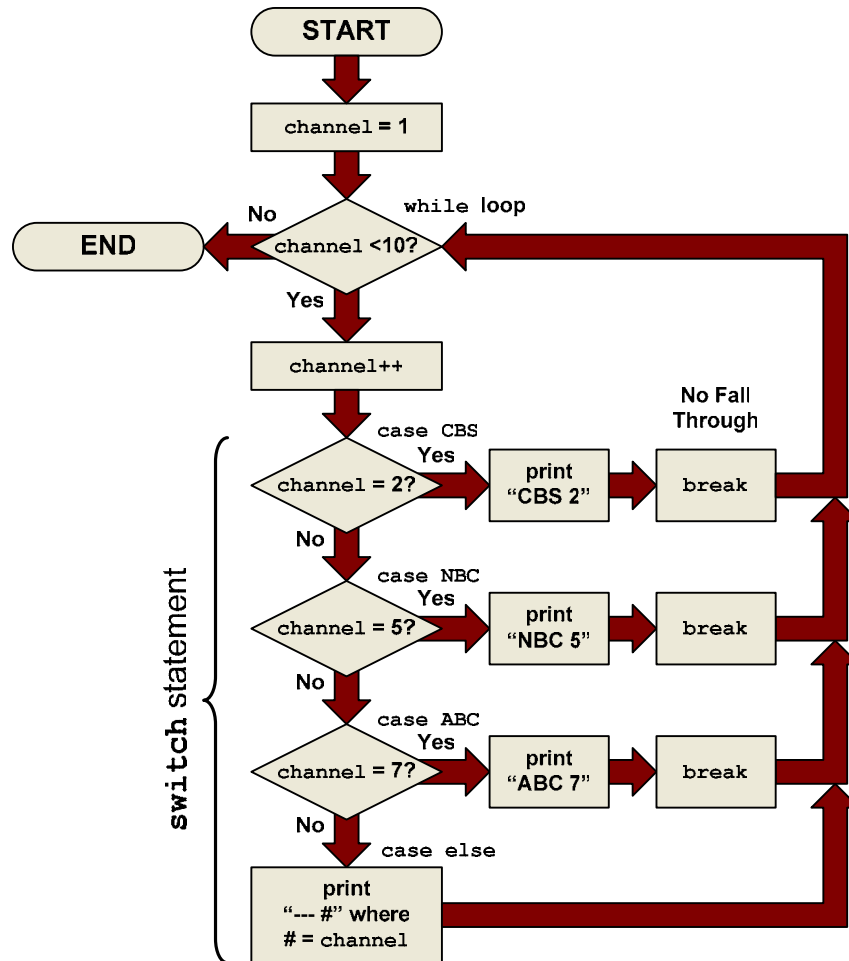 START
channel = 1
while loop
No
END
channel <10?
Yes
channel++
No Fall
Through
case CBS
Yes
channel = 2?
print
“CBS 2”
break
No
case NBC
Yes
channel = 5?
print
“NBC 5”
break
No
case ABC
Yes
channel = 7?
print
“ABC 7”
break
No
case else
print
“--- #” where
# = channel
switch statement